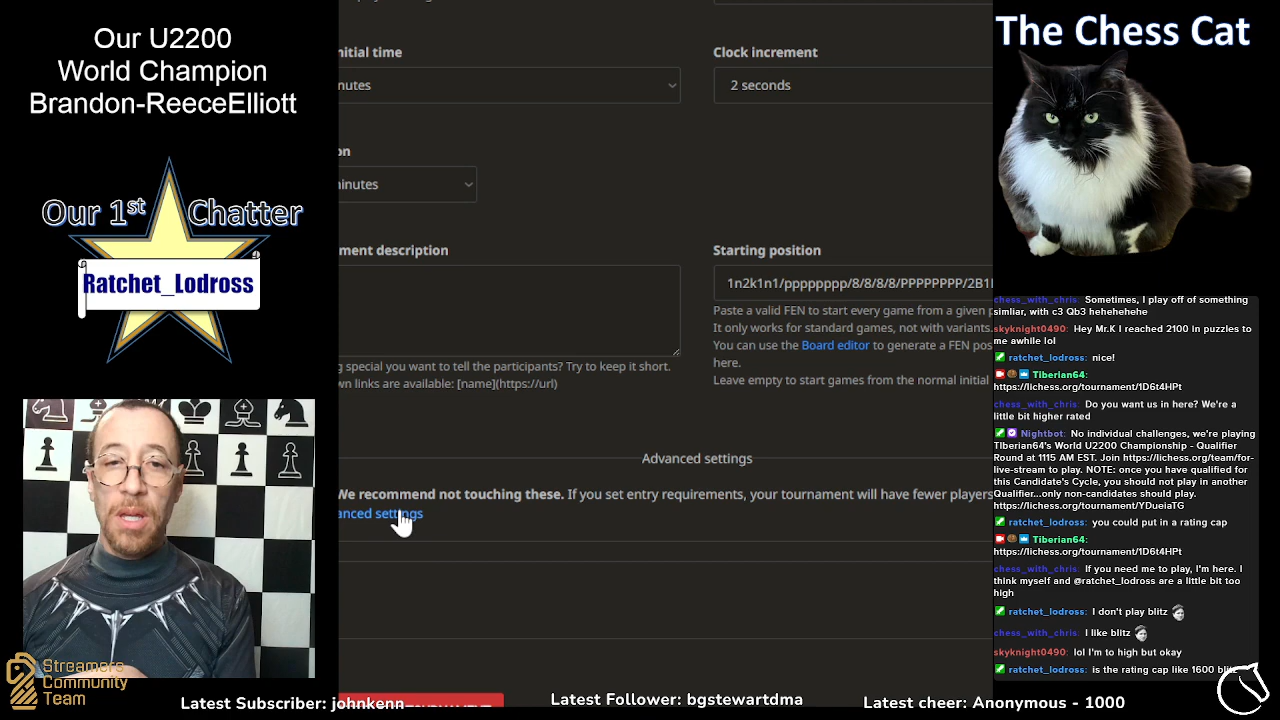 Our U2200
World Champion
Brandon-ReeceElliott
Our 1st Chatter
Ratchet_Lodross
Streamers
Community
Team
nitial time
nutes
Clock increment
2 seconds
on
inutes
ment description
Starting position
1n2k1n1/pppppppp/8/8/8/8/PPPPPPPP/2B1
g special you want to tell the participants? Try to keep it short.
wn links are available: [name](https://url)
Paste a valid FEN to start every game from a given p
It only works for standard games, not with variants.
You can use the Board editor to generate a FEN pos
here.
Leave empty to start games from the normal initial
Advanced settings
We recommend not touching these. If you set entry requirements, your tournament will have fewer players
anced settings
The Chess Cat
chess_with_chris: Sometimes, I play off of something
simliar, with c3 Qb3 hehehehehe
skyknight0490: Hey Mr.K I reached 2100 in puzzles to
me awhile lol
ratchet_lodross: nice!
Tiberian64:
https://lichess.org/tournament/1D6t4HPt
chess_with_chris: Do you want us in here? We're a
little bit higher rated
Nightbot: No individual challenges, we're playing
TIberian64's World U2200 Championship - Qualifier
Round at 1115 AM EST. Join https://lichess.org/team/for-
live-stream to play. NOTE: once you have qualified for
this Candidate's Cycle, you should not play in another
Qualifier...only non-candidates should play.
https://lichess.org/tournament/YDueiaTG
ratchet_lodross: you could put in a rating cap
Tiberian64:
https://lichess.org/tournament/1D6t4HPt
chess_with_chris: If you need me to play, I'm here. I
think myself and @ratchet_lodross are a little bit too
high
ratchet_lodross: I don't play blitz
chess_with_chris: I like blitz
skyknight0490: lol I'm to high but okay
ratchet_lodross: is the rating cap like 1600 blitz
Latest Subscriber: johnkenn
Latest Follower: bgstewartdma
Latest cheer: Anonymous - 1000